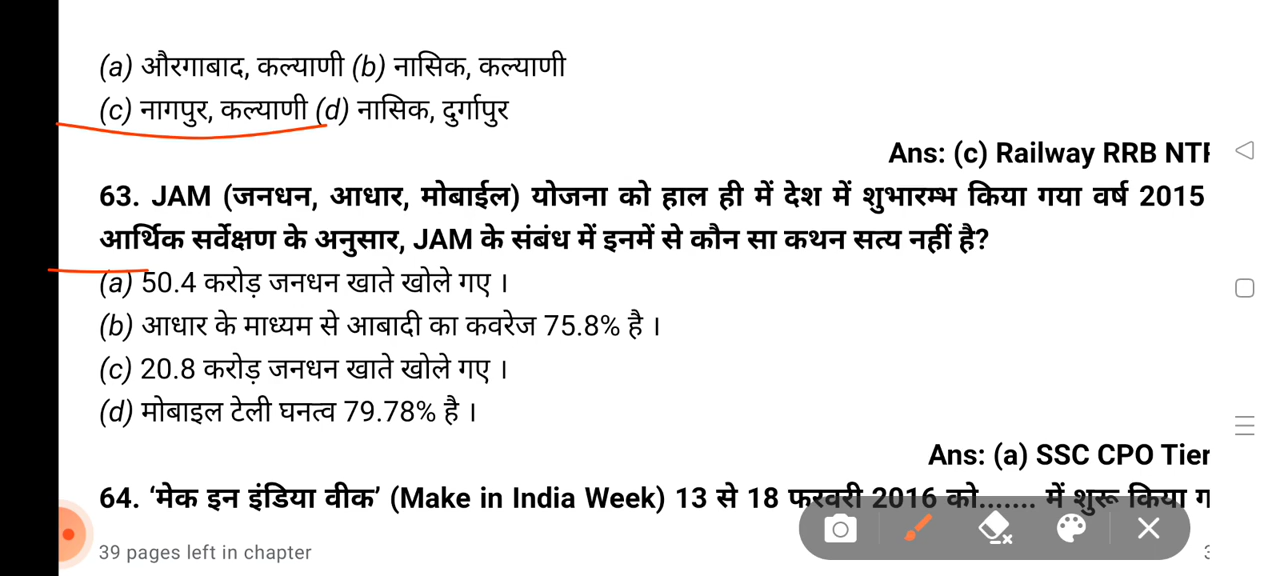 (a) औरगाबाद, कल्याणी (b) नासिक, कल्याणी
(c) नागपुर, कल्याणी (d) नासिक, दुर्गापुर
Ans: (c) Railway RRB
63. JAM (जनधन, आधार, मोबाईल) योजना को हाल ही में देश में शुभारम्भ किया गया वर्ष 2015
आर्थिक सर्वेक्षण के अनुसार, JAM के संबंध में इनमें से कौन सा कथन सत्य नहीं है?
(a) 50.4 करोड़ जनधन खाते खोले गए ।
(b) आधार के माध्यम से आबादी का कवरेज 75.8% है ।
(c) 20.8 करोड़ जनधन खाते खोले गए ।
(d) मोबाइल टेली घनत्व 79.78% है ।
Ans: (a) SSC CPO Tier
64. ‘मेक इन इंडिया वीक’ (Make in India Week) 13 से 18 फरवरी 2016 को....... में शुरू किया
39 pages left in chapter